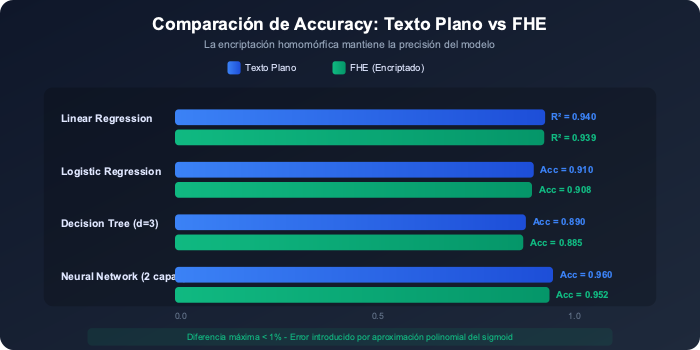 Comparación de Accuracy: Texto Plano vs FHE
La encriptación homomórfica mantiene la precisión del modelo
Texto Plano FHE (Encriptado)
Linear Regression R² = 0.940
R² = 0.939
Logistic Regression Acc = 0.910
Acc = 0.908
Decision Tree (d=3) Acc = 0.890
Acc = 0.885
Neural Network (2 capa Acc = 0.960
Acc = 0.952
0.0 0.5 1.0
Diferencia máxima < 1% - Error introducido por aproximación polinomial del sigmoid